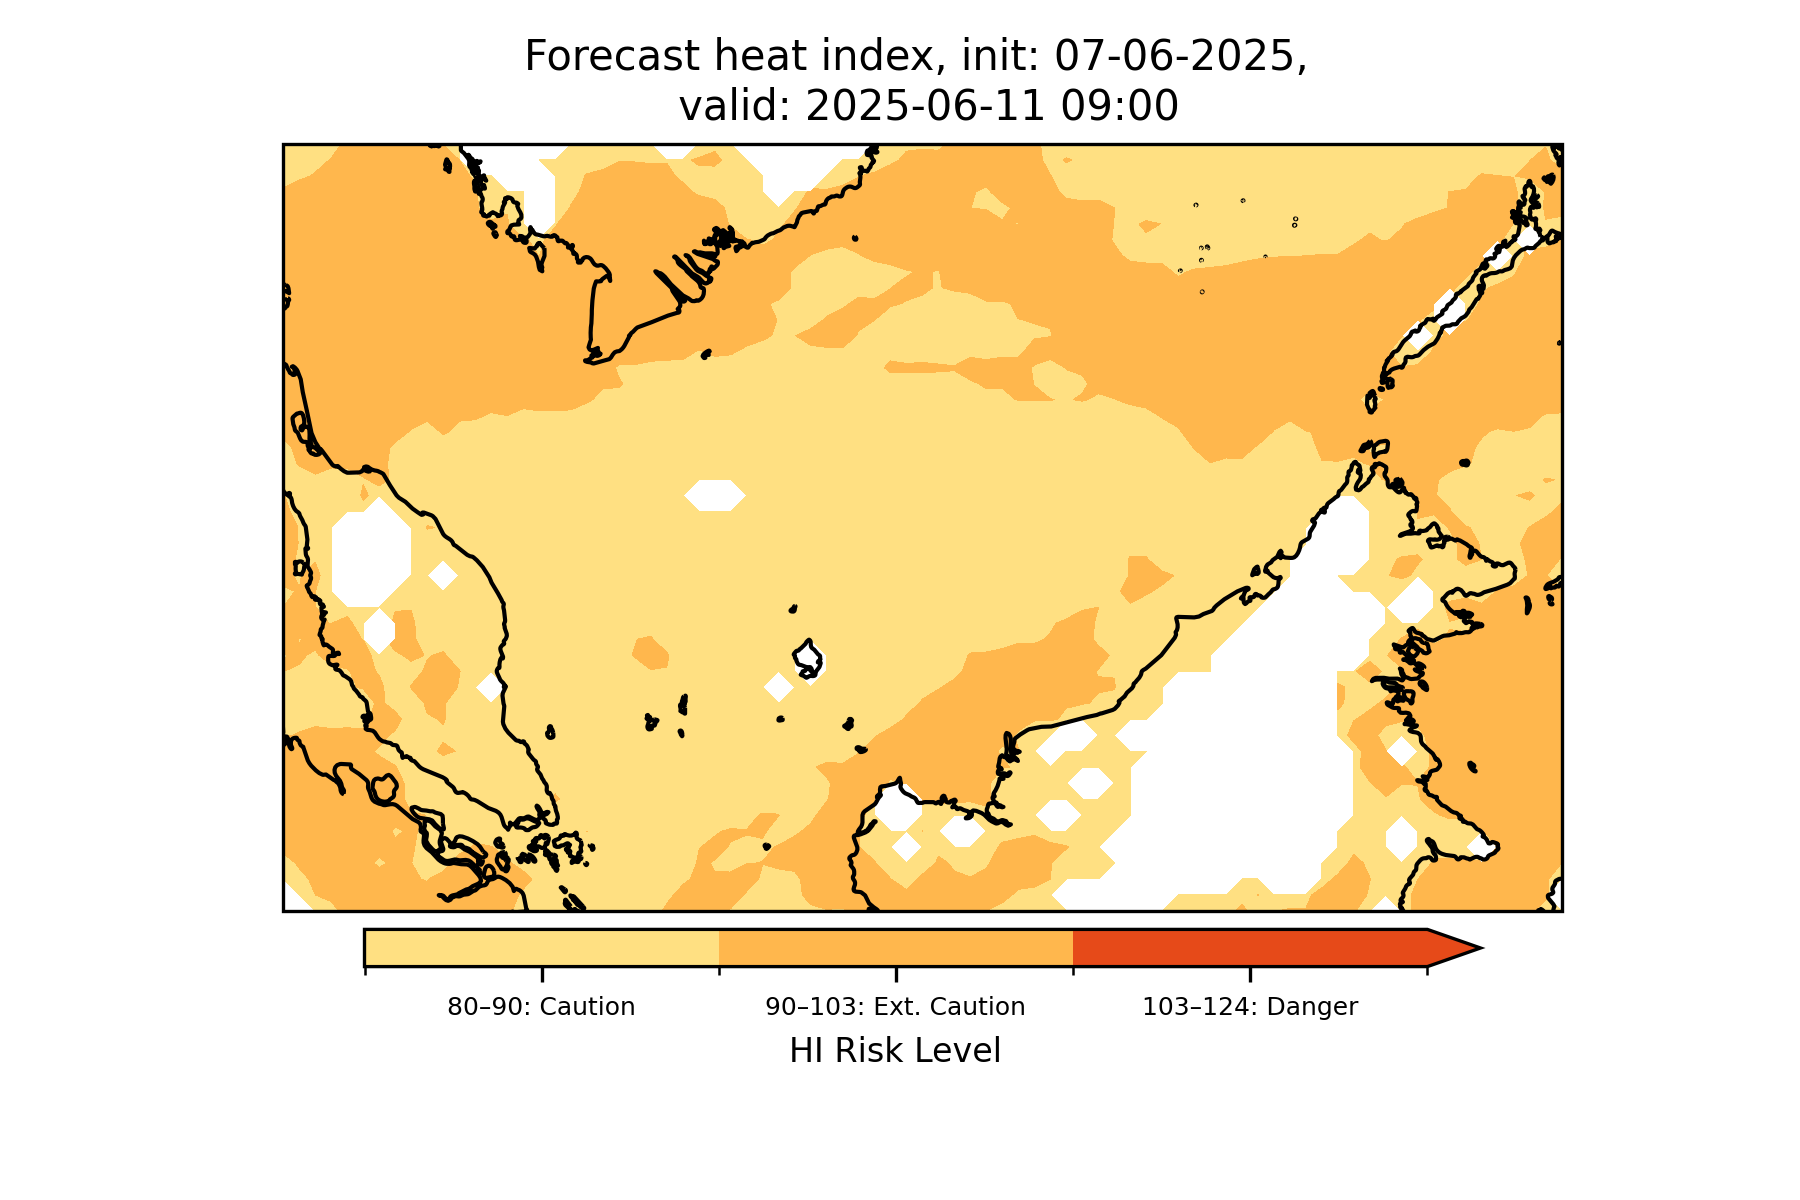 Forecast heat index, init: 07-06-2025,
valid: 2025-06-11 09:00
80–90: Caution
90–103: Ext. Caution
103–124: Danger
HI Risk Level